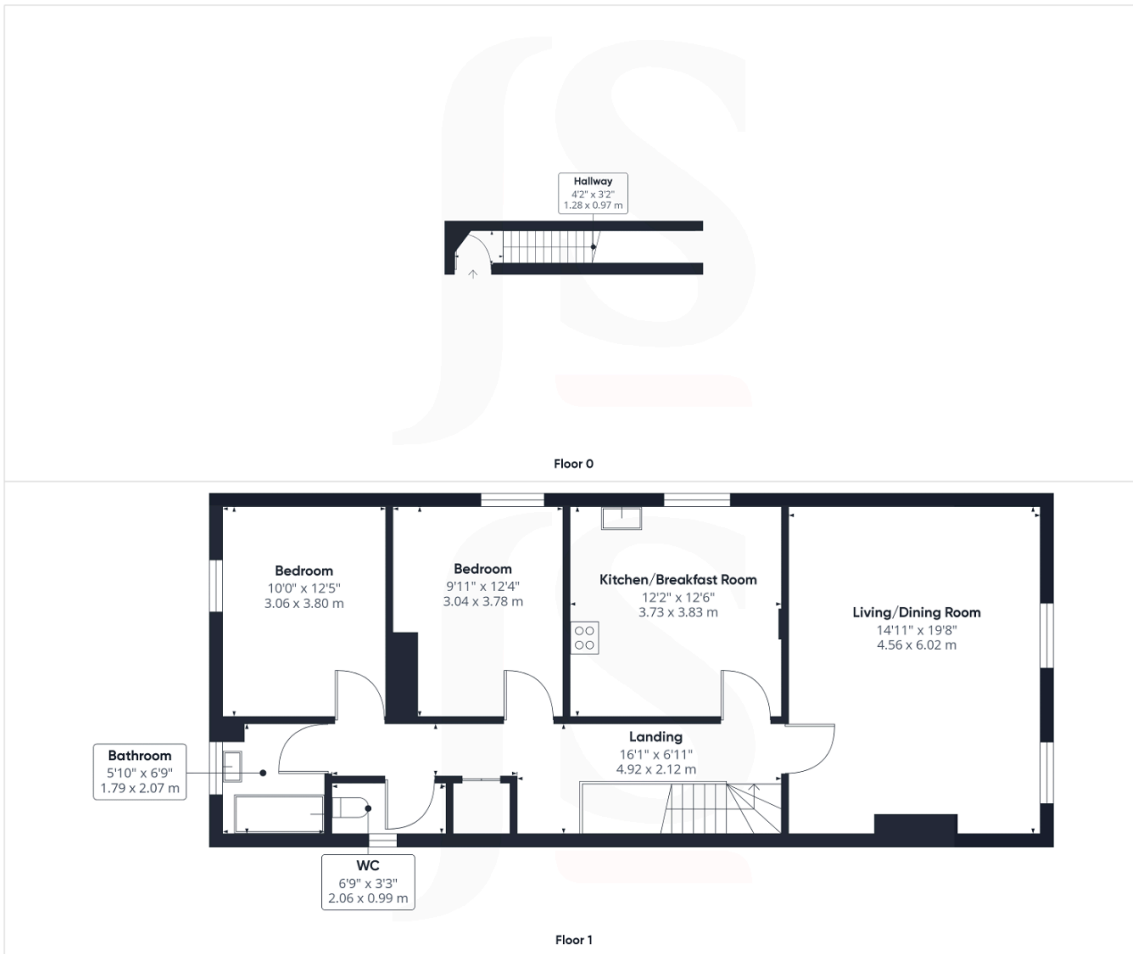 Hallway
4'2" x 3'2"
1.28 x 0.97 m
Floor 0
Bedroom
10'0" x 12'5"
3.06 x 3.80 m
Bedroom
9'11" x 12'4"
3.04 x 3.78 m
Kitchen/Breakfast Room
12'2" x 12'6"
3.73 x 3.83 m
Living/Dining Room
14'11" x 19'8"
4.56 x 6.02 m
Landing
16'1" x 6'11"
4.92 x 2.12 m
Bathroom
5'10" x 6'9"
1.79 x 2.07 m
WC
6'9" x 3'3"
2.06 x 0.99 m
Floor 1
JS
JS